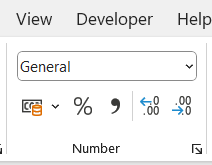 View Developer Help
General
% , ←0 .00 .00 →0
Number